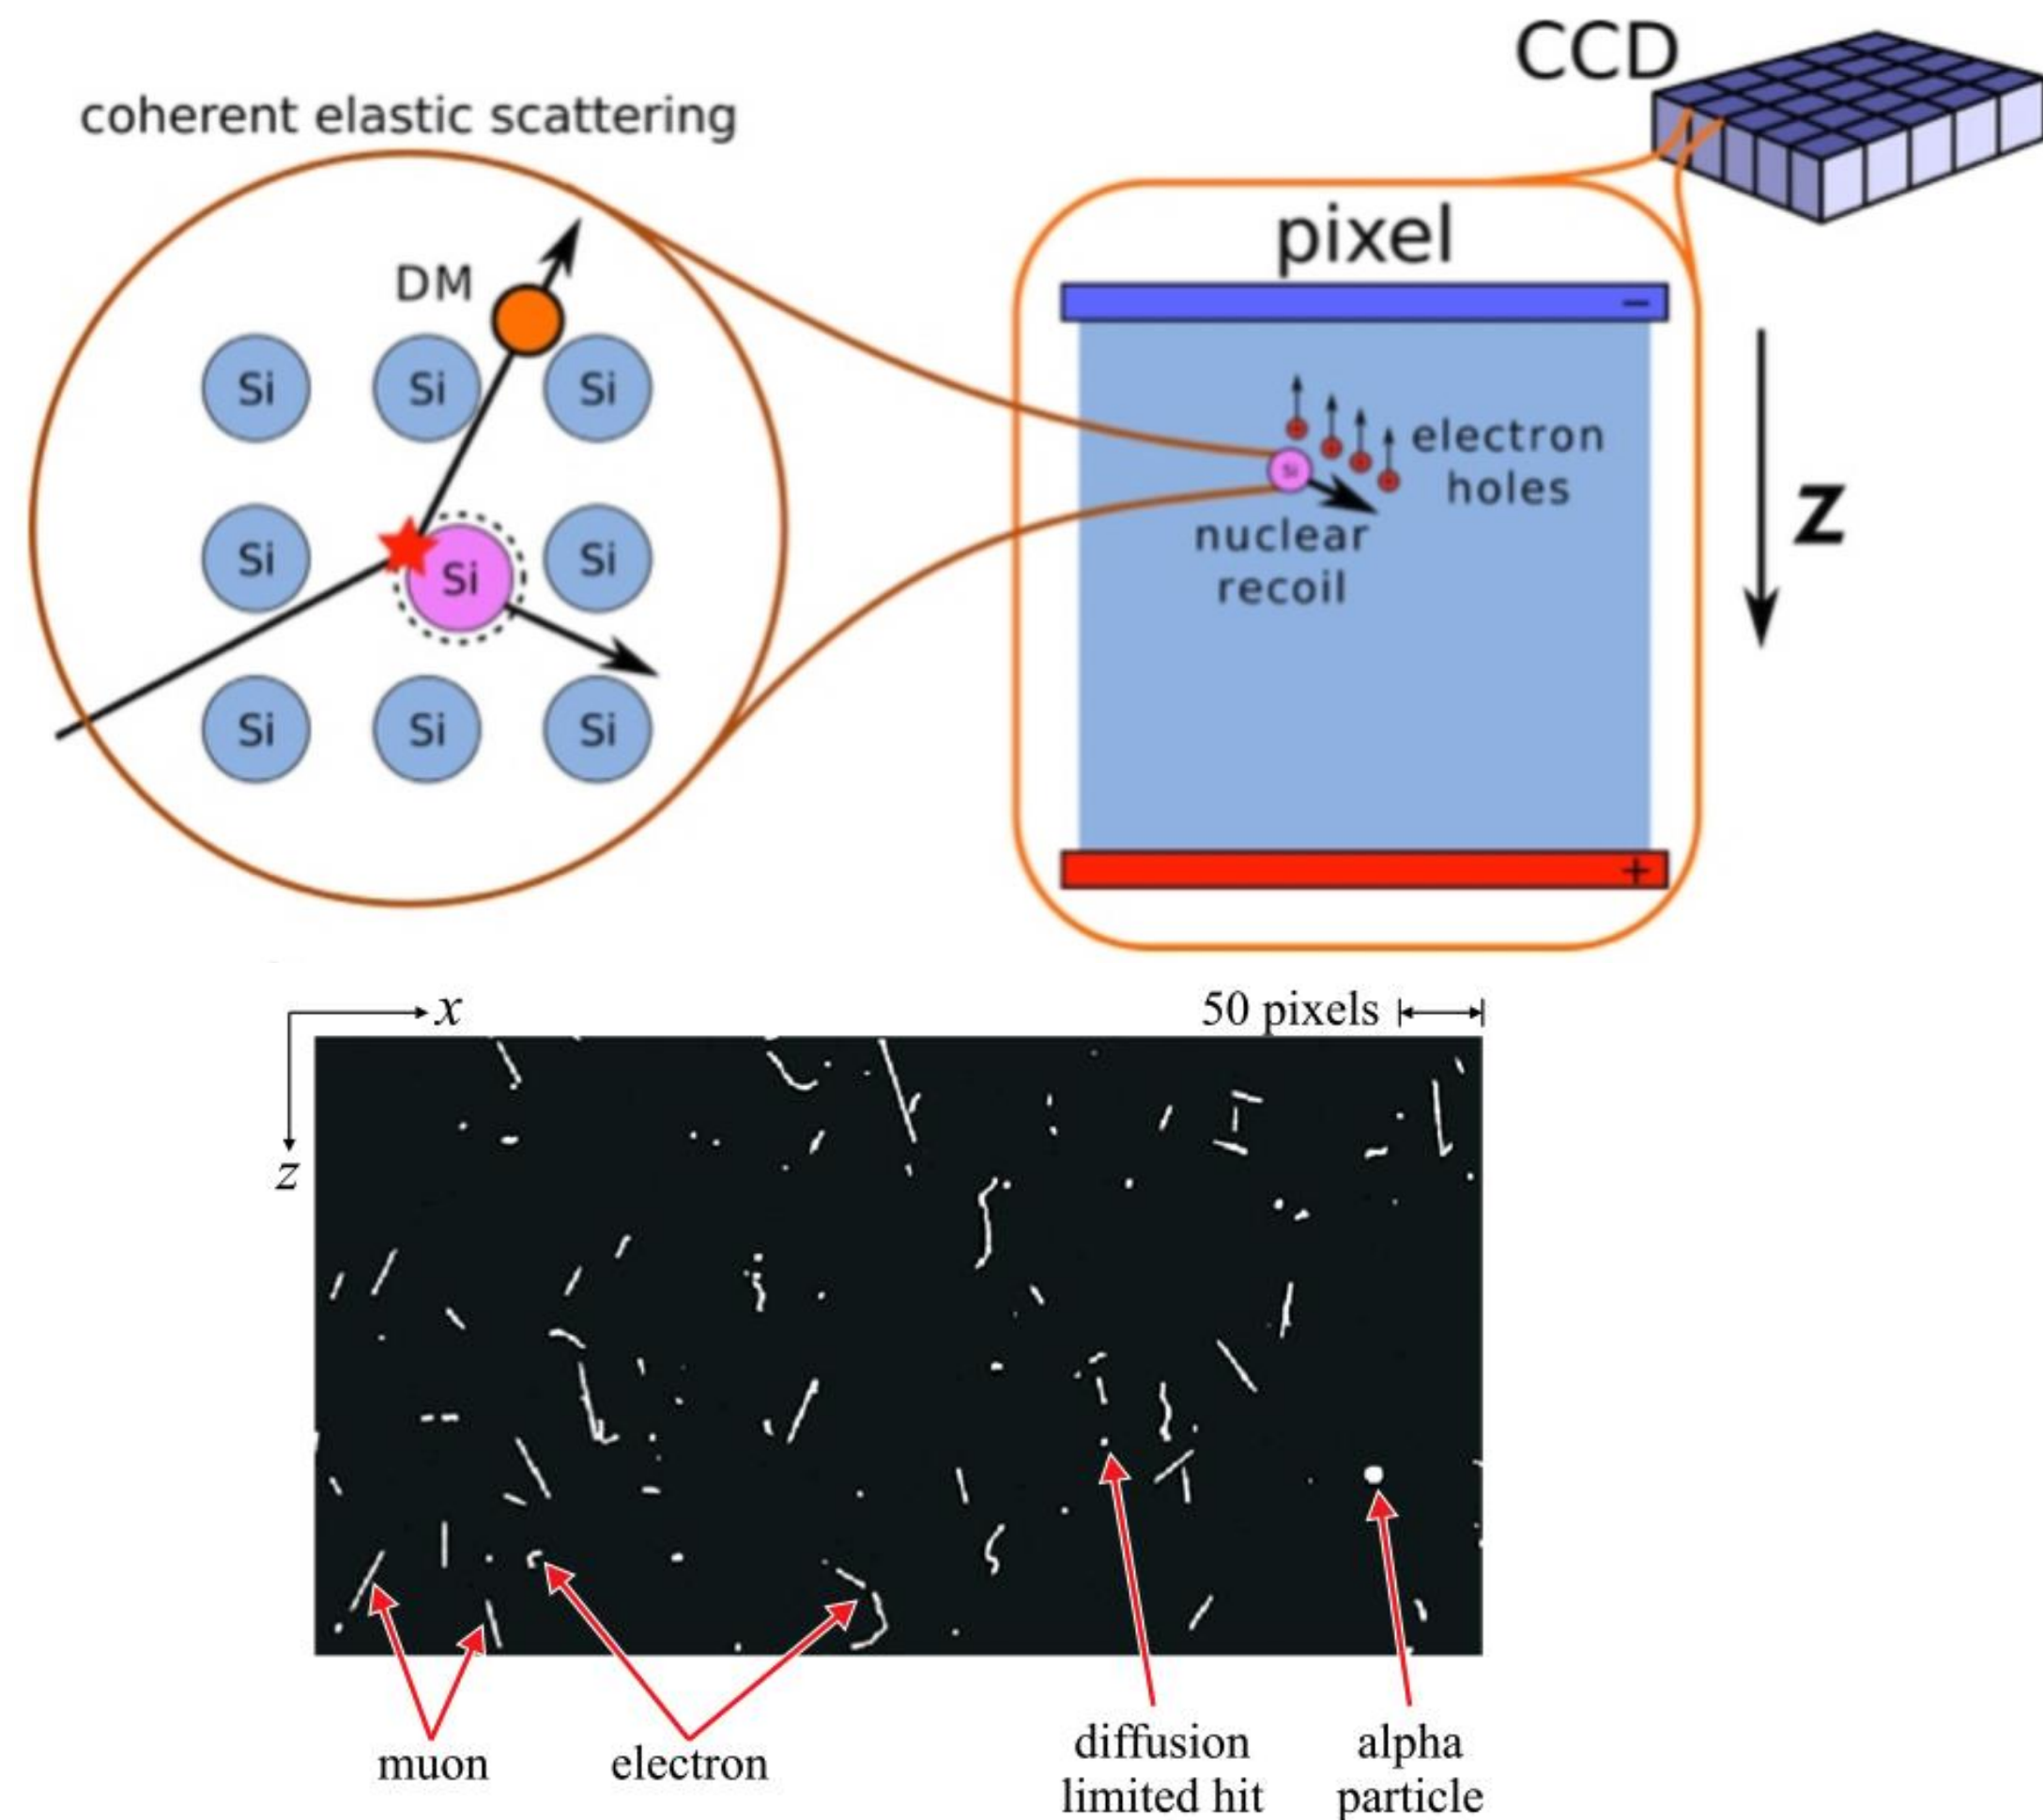 CCD
coherent elastic scattering
pixel
DM
−
Si Si Si
Si
electron
holes
Z
nuclear
recoil
Si Si Si
Si Si Si
+
x
50 pixels
z
muon
electron
diffusion
limited hit
alpha
particle